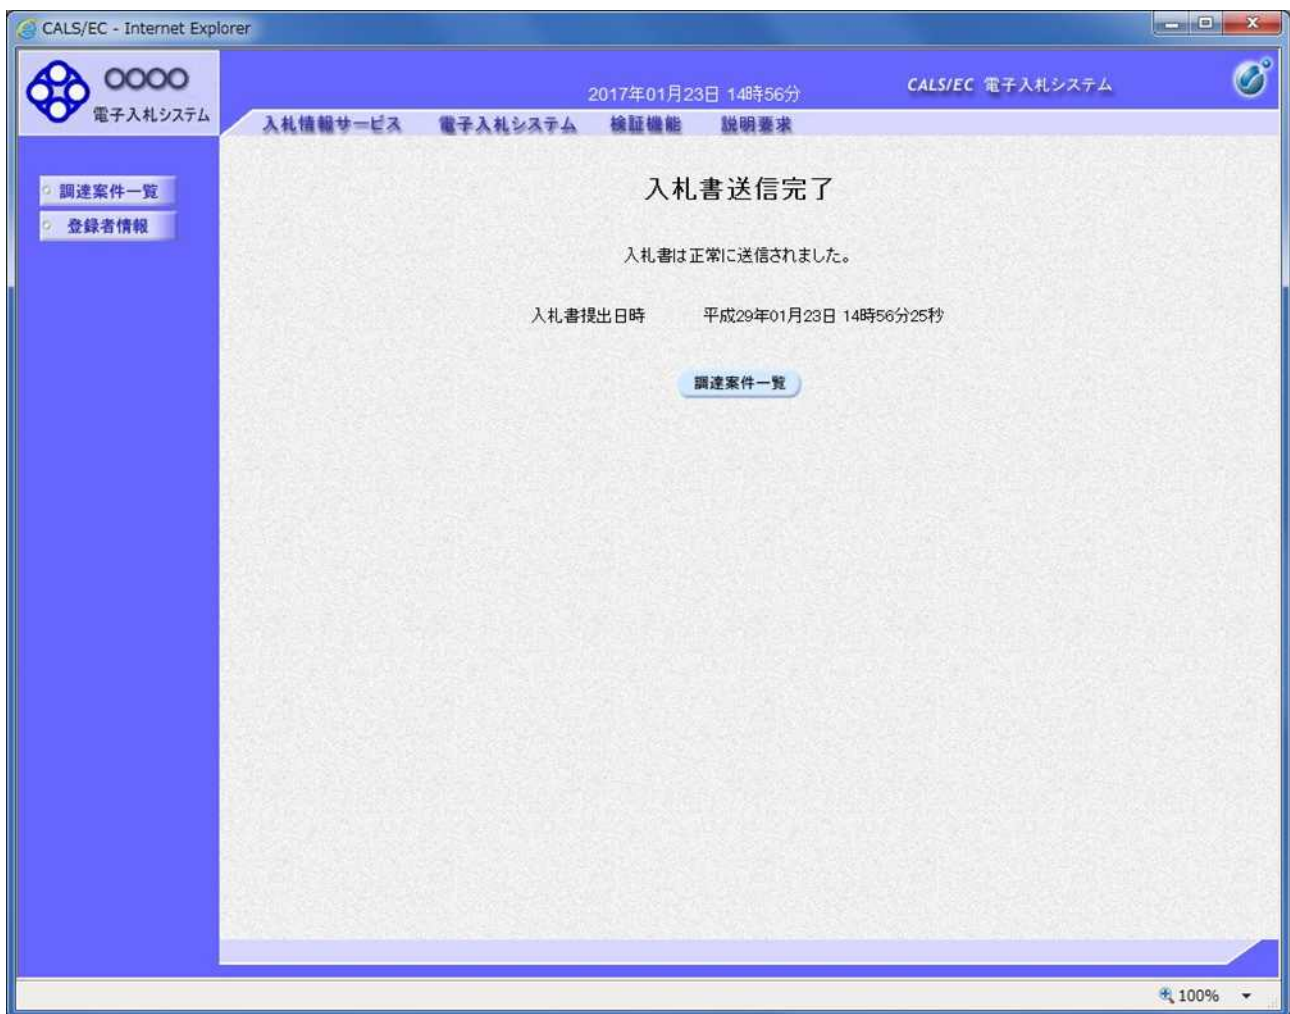 CALS/EC - Internet Explorer
○○○○
電子入札システム
2017年01月23日 14時56分
CALS/EC 電子入札システム
入札情報サービス 電子入札システム 検証機能 説明要求
調達案件一覧
登録者情報
入札書送信完了
入札書は正常に送信されました。
入札書提出日時 平成29年01月23日 14時56分25秒
調達案件一覧
100%